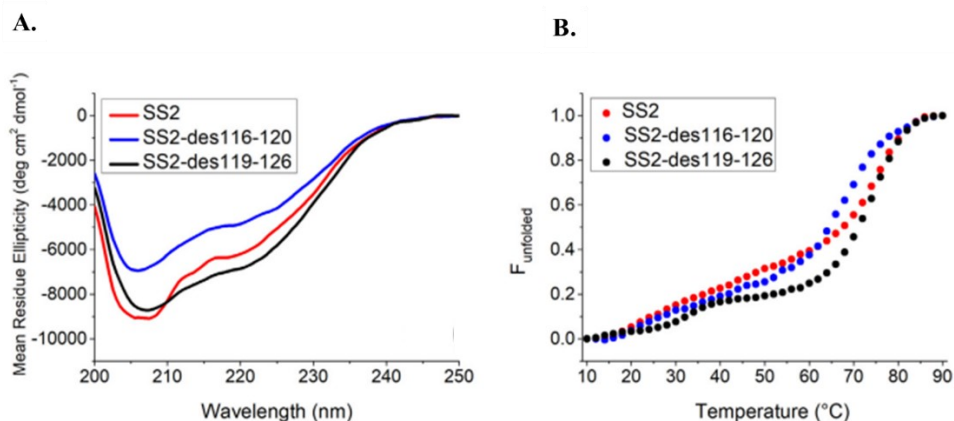 A.
Mean Residue Ellipticity (deg cm² dmol⁻¹)
0
-2000
-4000
-6000
-8000
-10000
SS2
SS2-des116-120
SS2-des119-126
200 210 220 230 240 250
Wavelength (nm)
B.
F unfolded
1.0
0.8
0.6
0.4
0.2
0.0
SS2
SS2-des116-120
SS2-des119-126
10 20 30 40 50 60 70 80 90
Temperature (°C)